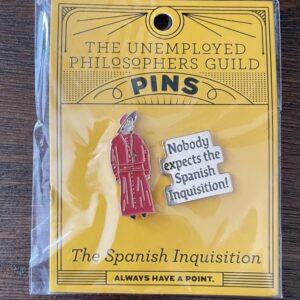 THE UNEMPLOYED
PHILOSOPHERS GUILD
PINS
Nobody
expects the
Spanish
Inquisition!
The Spanish Inquisition
ALWAYS HAVE A POINT.